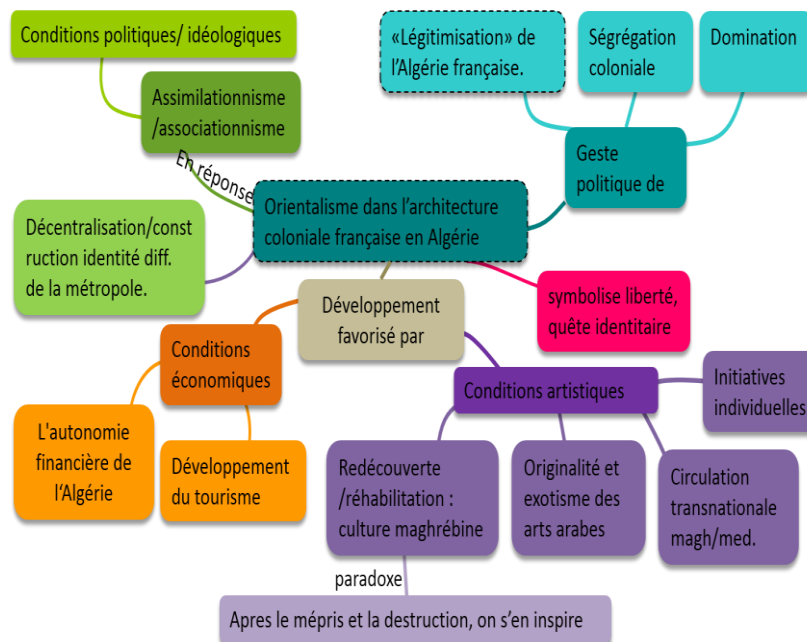 Conditions politiques/ idéologiques
«Légitimisation» de
l'Algérie française.
Ségrégation
coloniale
Domination
Assimilationnisme
/associationnisme
En réponse
Geste
politique de
Orientalisme dans l'architecture
coloniale française en Algérie
Décentralisation/const
ruction identité diff.
de la métropole.
Développement
favorisé par
symbolise liberté,
quête identitaire
Conditions
économiques
Conditions artistiques
Initiatives
individuelles
L'autonomie
financière de
l'Algérie
Développement
du tourisme
Redécouverte
/réhabilitation :
culture maghrébine
Originalité et
exotisme des
arts arabes
Circulation
transnationale
magh/med.
paradoxe
Apres le mépris et la destruction, on s'en inspire